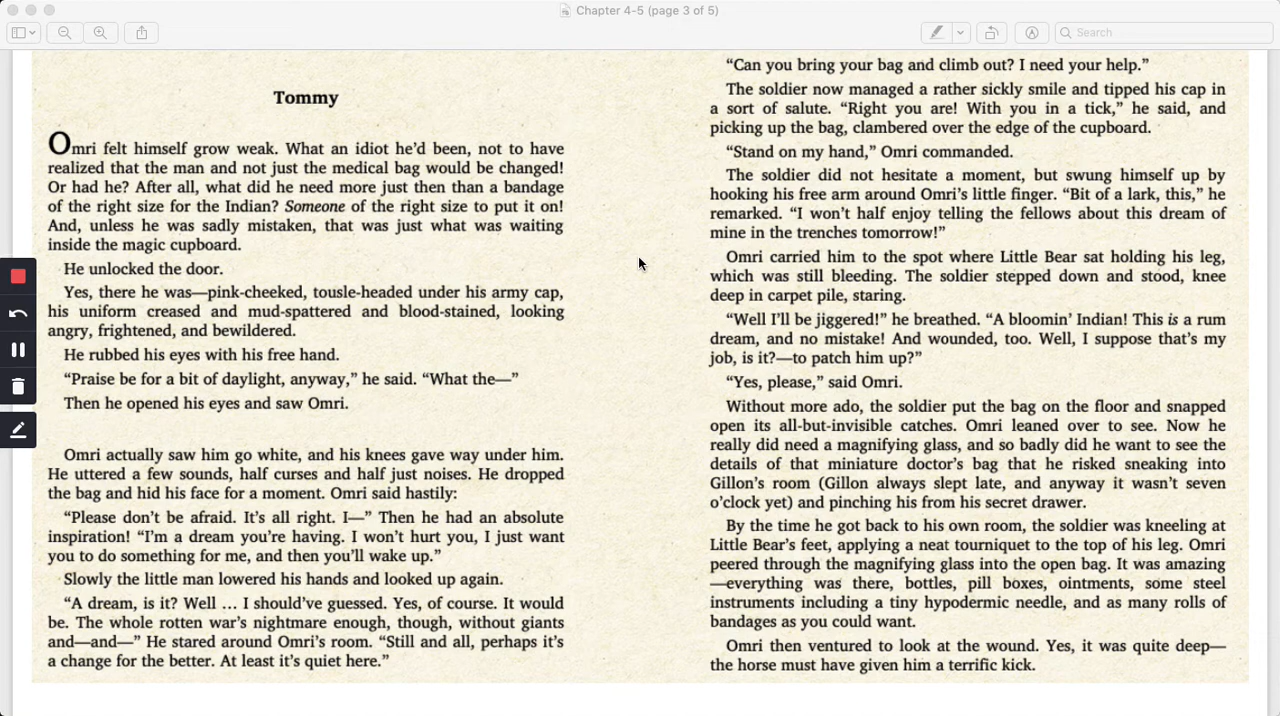 Chapter 4-5 (page 3 of 5)
Search
Tommy
Omri felt himself grow weak. What an idiot he’d been, not to have
realized that the man and not just the medical bag would be changed!
Or had he? After all, what did he need more just then than a bandage
of the right size for the Indian? Someone of the right size to put it on!
And, unless he was sadly mistaken, that was just what was waiting
inside the magic cupboard.
He unlocked the door.
Yes, there he was—pink-cheeked, tousle-headed under his army cap,
his uniform creased and mud-spattered and blood-stained, looking
angry, frightened, and bewildered.
He rubbed his eyes with his free hand.
“Praise be for a bit of daylight, anyway,” he said. “What the—”
Then he opened his eyes and saw Omri.
Omri actually saw him go white, and his knees gave way under him.
He uttered a few sounds, half curses and half just noises. He dropped
the bag and hid his face for a moment. Omri said hastily:
“Please don’t be afraid. It’s all right. I—” Then he had an absolute
inspiration! “I’m a dream you’re having. I won’t hurt you, I just want
you to do something for me, and then you’ll wake up.”
Slowly the little man lowered his hands and looked up again.
“A dream, is it? Well … I should’ve guessed. Yes, of course. It would
be. The whole rotten war’s nightmare enough, though, without giants
and—and—” He stared around Omri’s room. “Still and all, perhaps it’s
a change for the better. At least it’s quiet here.”
“Can you bring your bag and climb out? I need your help.”
The soldier now managed a rather sickly smile and tipped his cap in
a sort of salute. “Right you are! With you in a tick,” he said, and
picking up the bag, clambered over the edge of the cupboard.
“Stand on my hand,” Omri commanded.
The soldier did not hesitate a moment, but swung himself up by
hooking his free arm around Omri’s little finger. “Bit of a lark, this,” he
remarked. “I won’t half enjoy telling the fellows about this dream of
mine in the trenches tomorrow!”
Omri carried him to the spot where Little Bear sat holding his leg,
which was still bleeding. The soldier stepped down and stood, knee
deep in carpet pile, staring.
“Well I’ll be jiggered!” he breathed. “A bloomin’ Indian! This is a rum
dream, and no mistake! And wounded, too. Well, I suppose that’s my
job, is it?—to patch him up?”
“Yes, please,” said Omri.
Without more ado, the soldier put the bag on the floor and snapped
open its all-but-invisible catches. Omri leaned over to see. Now he
really did need a magnifying glass, and so badly did he want to see the
details of that miniature doctor’s bag that he risked sneaking into
Gillon’s room (Gillon always slept late, and anyway it wasn’t seven
o’clock yet) and pinching his from his secret drawer.
By the time he got back to his own room, the soldier was kneeling at
Little Bear’s feet, applying a neat tourniquet to the top of his leg. Omri
peered through the magnifying glass into the open bag. It was amazing
—everything was there, bottles, pill boxes, ointments, some steel
instruments including a tiny hypodermic needle, and as many rolls of
bandages as you could want.
Omri then ventured to look at the wound. Yes, it was quite deep—
the horse must have given him a terrific kick.